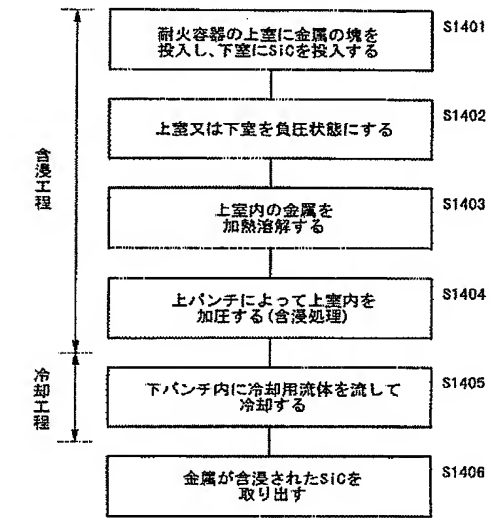 耐火容器の上室に金属の塊を
投入し、下室にSiCを投入する
S1401
上室又は下室を負圧状態にする
S1402
上室内の金属を
加熱溶解する
S1403
上パンチによって上室内を
加圧する(含浸処理)
S1404
含浸工程
下パンチ内に冷却用流体を流して
冷却する
S1405
冷却工程
金属が含浸されたSiCを
取り出す
S1406